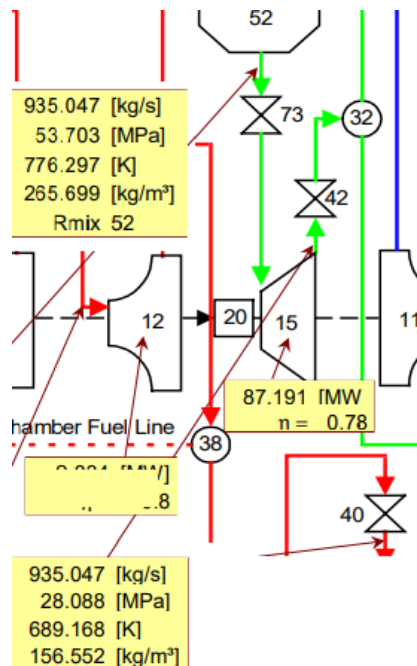 52
935.047 [kg/s]
53.703 [MPa]
776.297 [K]
265.699 [kg/m³]
Rmix 52
73
32
42
12
20
15
11
87.191 [MW
n = 0.78
hamber Fuel Line
38
[MW]
40
935.047 [kg/s]
28.088 [MPa]
689.168 [K]
156.552 [kg/m³]